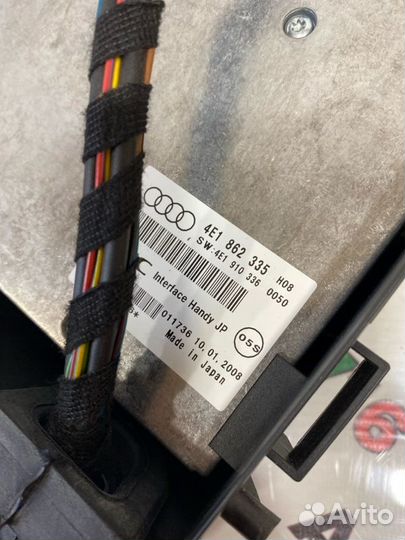 4E1 862 335 H08
SW:4E1 910 336 0050
Interface Handy JP
05S
011736 10.01.2008
Made in Japan
Avito